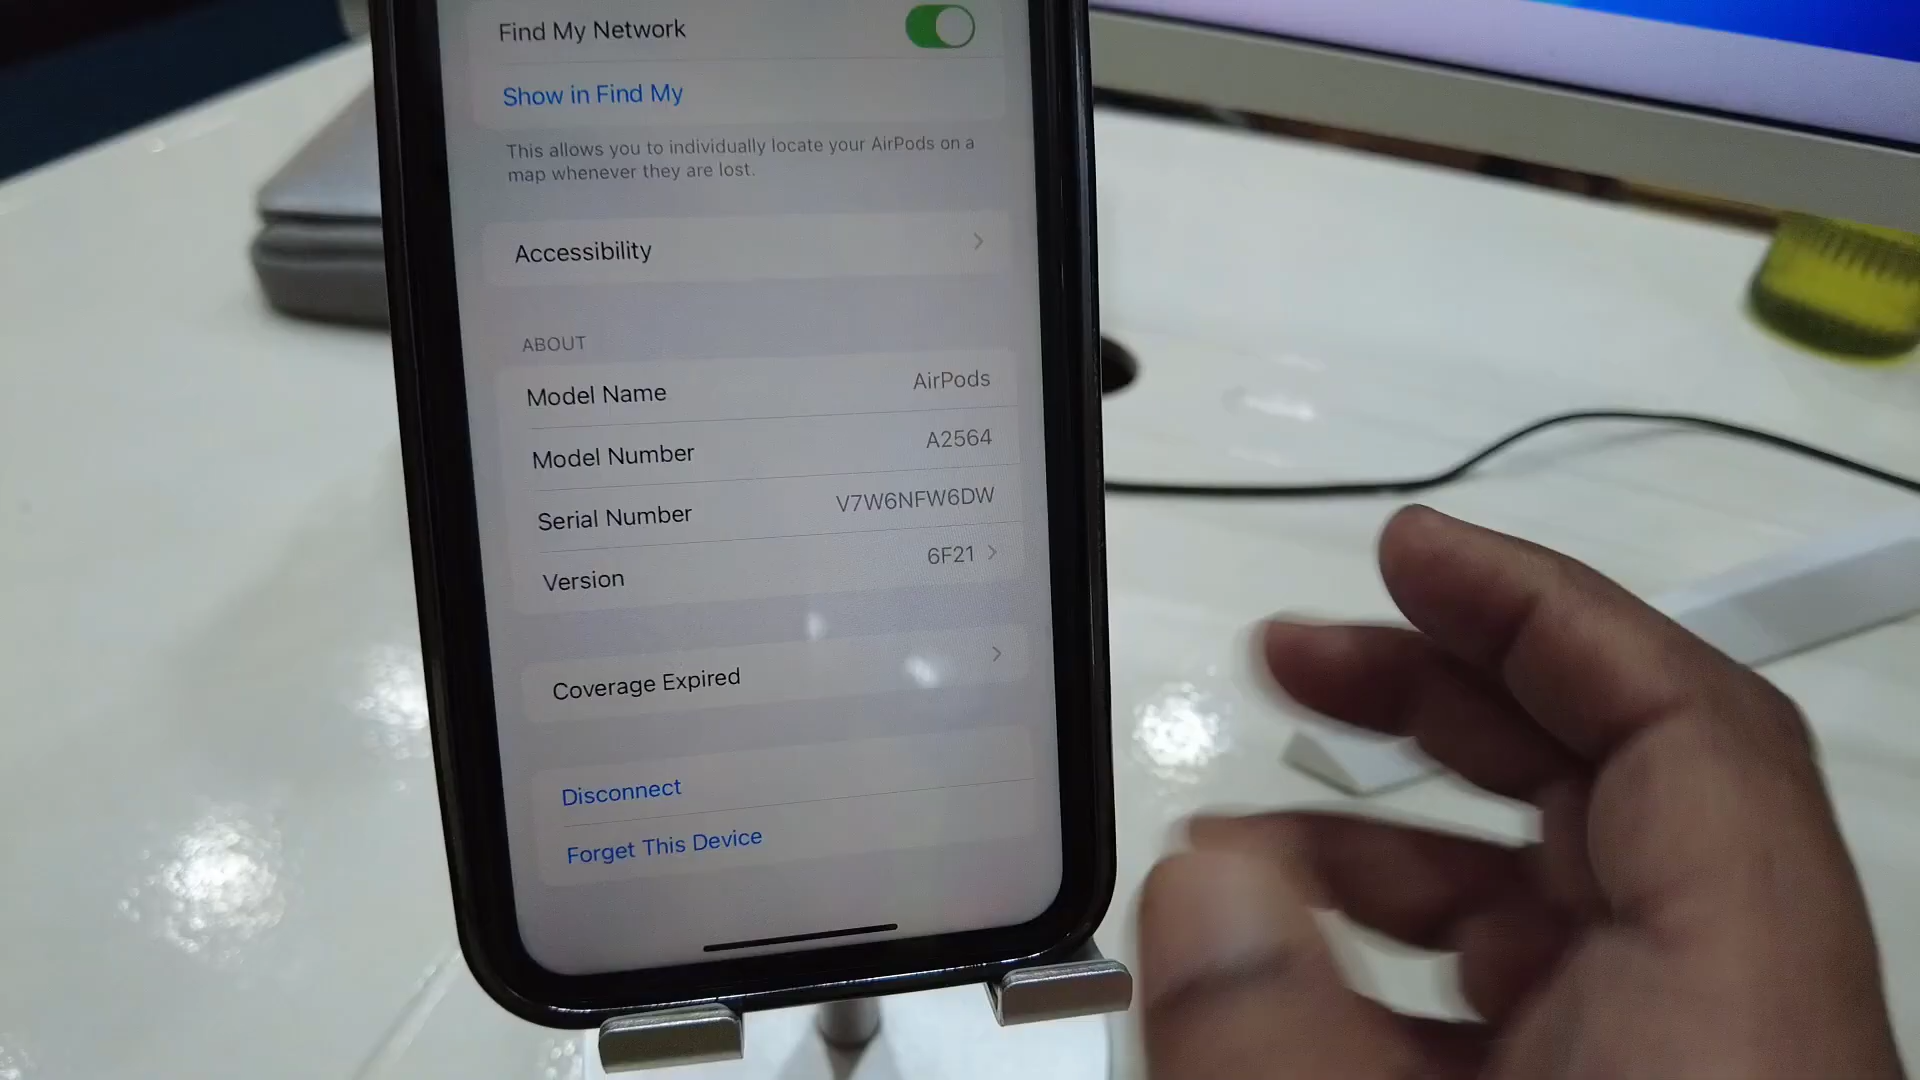 Find My Network
Show in Find My
This allows you to individually locate your AirPods on a
map whenever they are lost.
Accessibility
ABOUT
Model Name AirPods
Model Number A2564
Serial Number V7W6NFW6DW
Version 6F21
Coverage Expired
Disconnect
Forget This Device